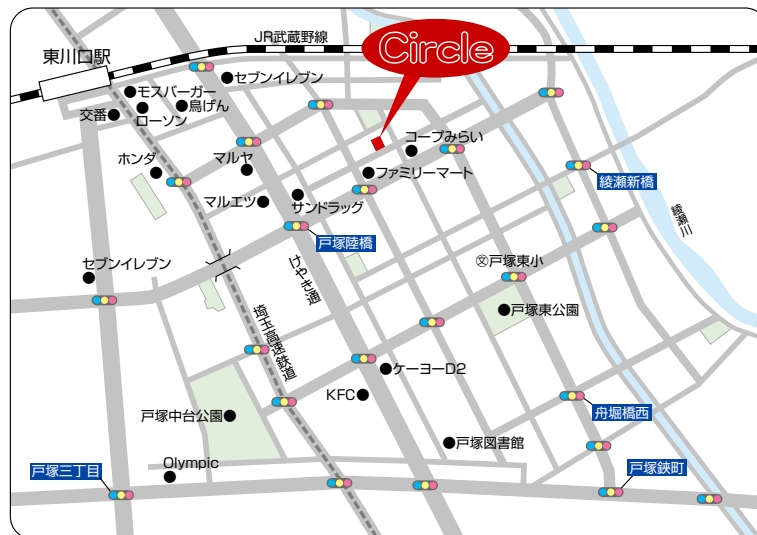 JR武蔵野線
Circle
東川口駅
セブンイレブン
モスバーガー
鳥げん
交番
ローソン
コープみらい
ホンダ
マルヤ
ファミリーマート
綾瀬新橋
マルエツ
サンドラッグ
綾瀬川
戸塚陸橋
セブンイレブン
けやき通
文戸塚東小
埼玉高速鉄道
戸塚東公園
ケーヨーD2
KFC
戸塚中台公園
舟堀橋西
戸塚図書館
戸塚三丁目
Olympic
戸塚鋏町